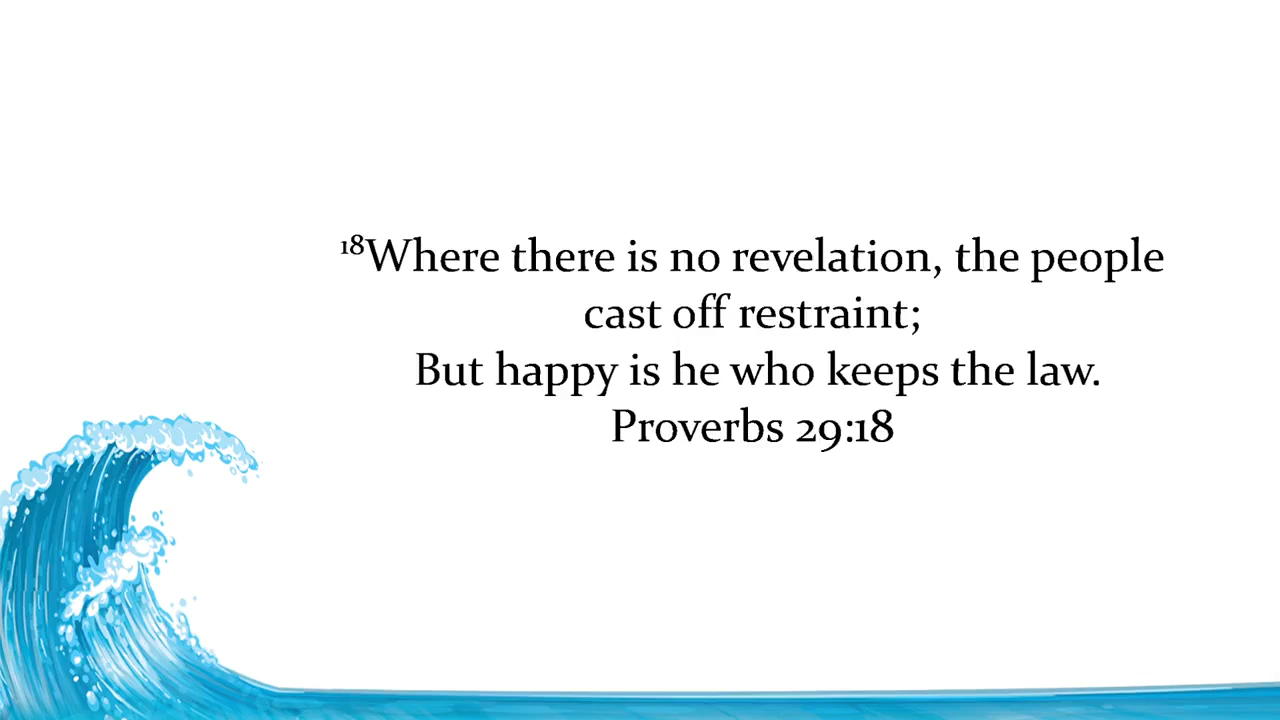 ¹⁸Where there is no revelation, the people
cast off restraint;
But happy is he who keeps the law.
Proverbs 29:18